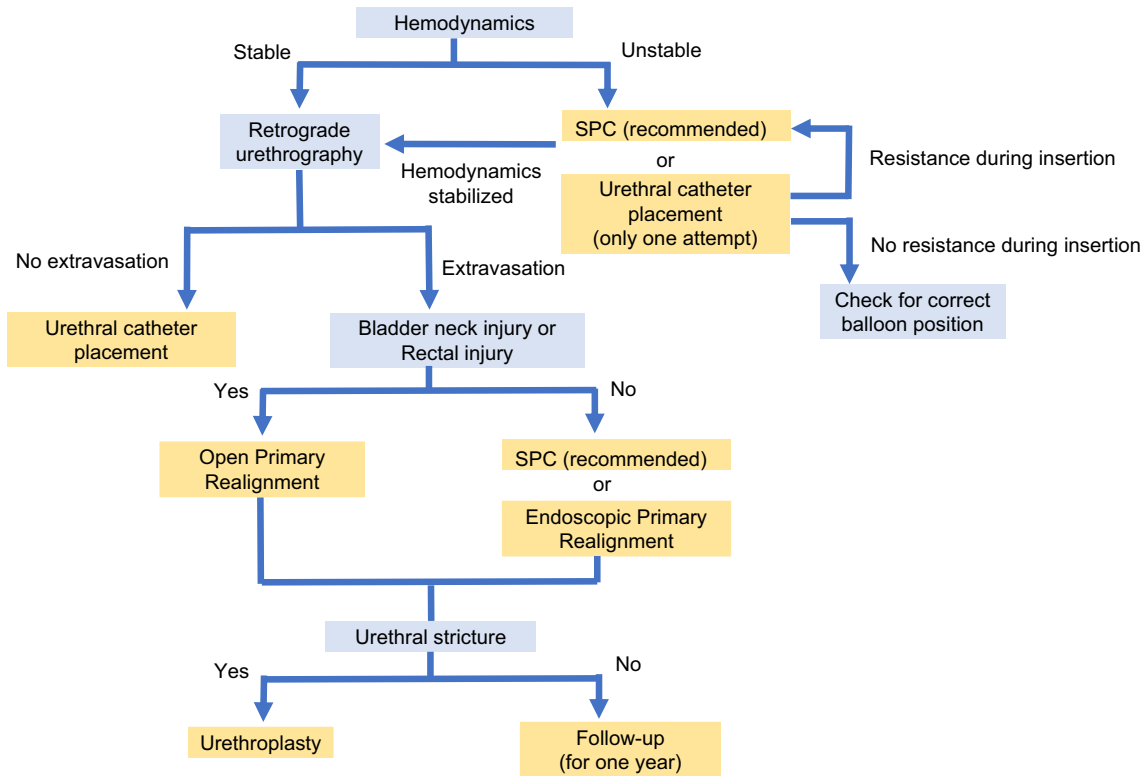 Hemodynamics
Stable
Unstable
Retrograde
urethrography
SPC (recommended)
or
Urethral catheter
placement
(only one attempt)
Resistance during insertion
Hemodynamics
stabilized
No resistance during insertion
Check for correct
balloon position
No extravasation
Extravasation
Urethral catheter
placement
Bladder neck injury or
Rectal injury
Yes
No
Open Primary
Realignment
SPC (recommended)
or
Endoscopic Primary
Realignment
Urethral stricture
Yes
No
Urethroplasty
Follow-up
(for one year)